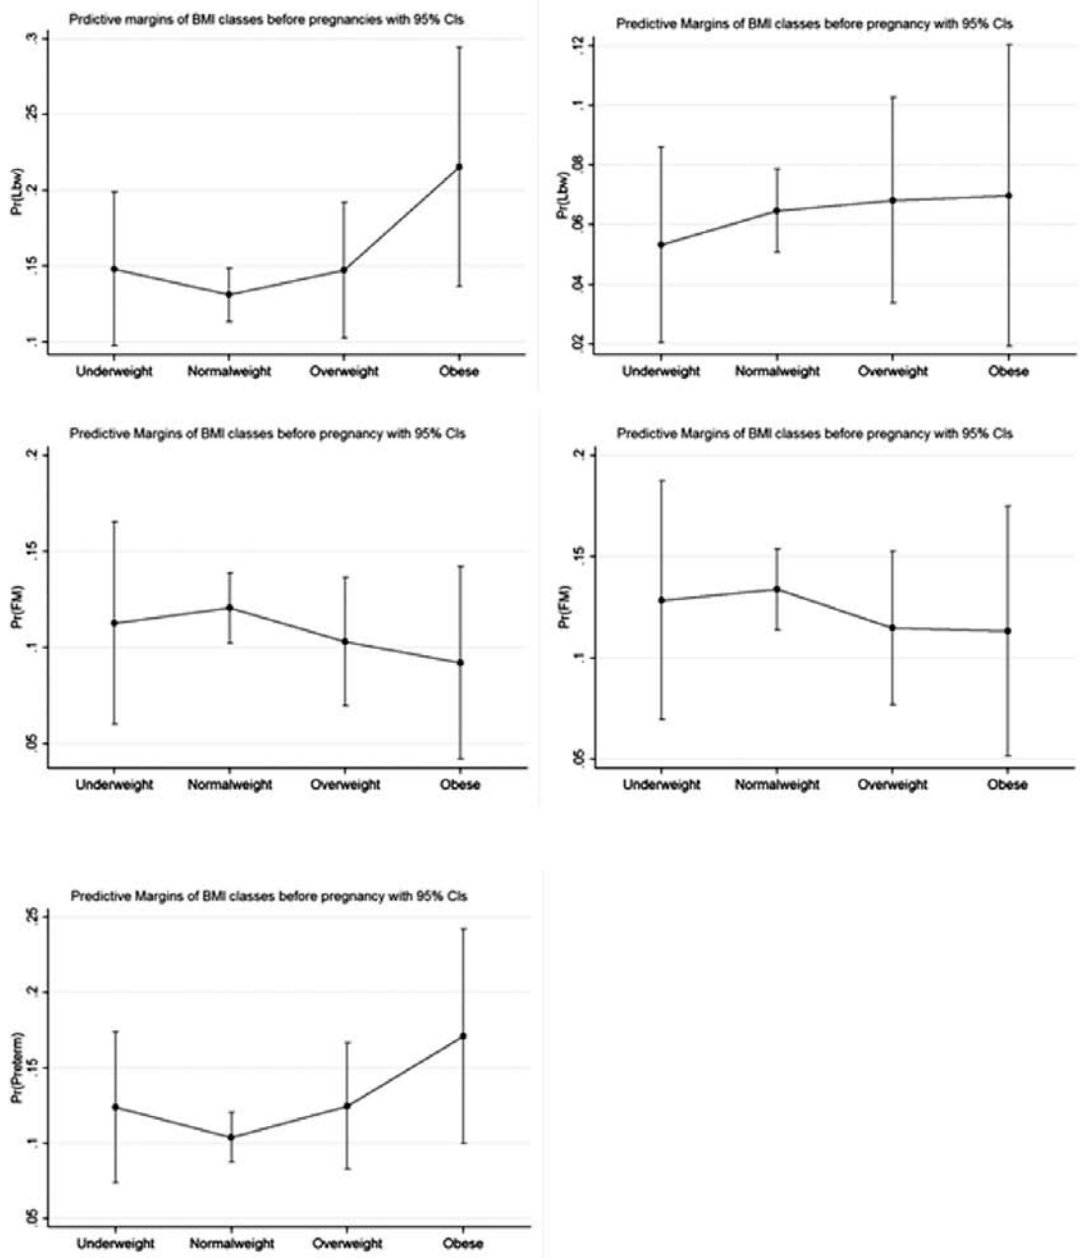 Prdictive margins of BMI classes before pregnancies with 95% CIs
Pr(Lbw)
.3
.25
.2
.15
.1
Underweight Normalweight Overweight Obese
Predictive Margins of BMI classes before pregnancy with 95% CIs
Pr(Lbw)
.12
.1
.08
.06
.04
.02
Underweight Normalweight Overweight Obese
Predictive Margins of BMI classes before pregnancy with 95% CIs
Pr(FM)
.2
.15
.1
.05
Underweight Normalweight Overweight Obese
Predictive Margins of BMI classes before pregnancy with 95% CIs
Pr(FM)
.2
.15
.1
.05
Underweight Normalweight Overweight Obese
Predictive Margins of BMI classes before pregnancy with 95% CIs
Pr(Preterm)
.25
.2
.15
.1
.05
Underweight Normalweight Overweight Obese